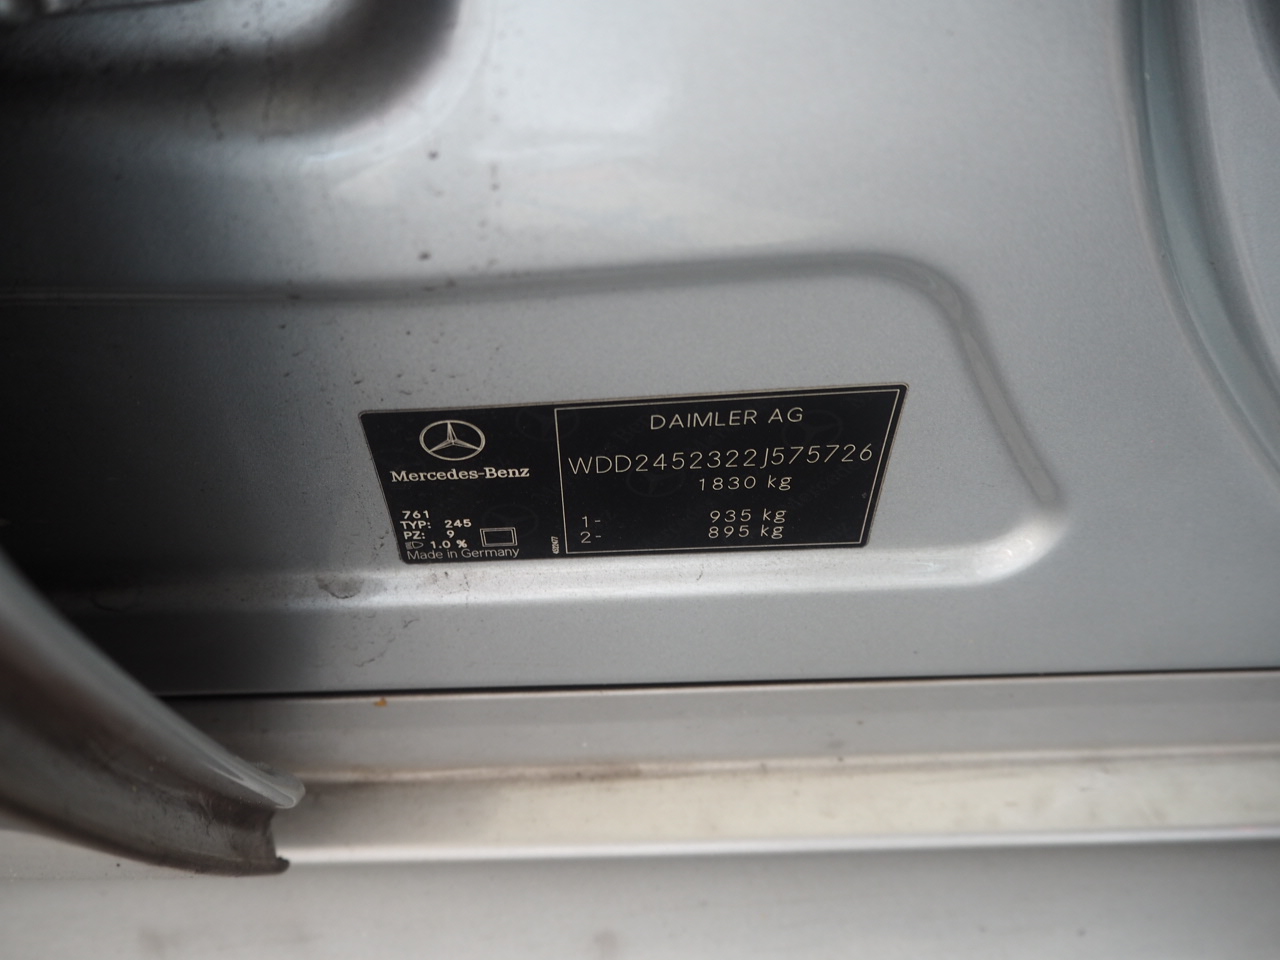 Mercedes-Benz
761
TYP: 245
PZ: 9
1.0 %
Made in Germany
DAIMLER AG
WDD2452322J575726
1830 kg
1- 935 kg
2- 895 kg